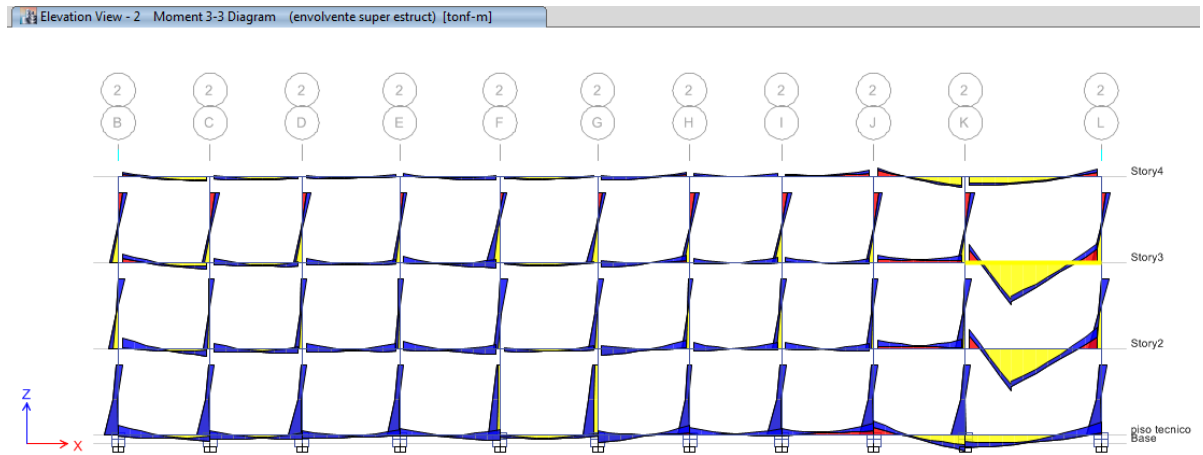 Elevation View - 2 Moment 3-3 Diagram (envolvente super estruct) [tonf-m]
2 2 2 2 2 2 2 2 2 2 2
B C D E F G H I J K L
Story4
Story3
Story2
Z
piso tecnico
X
Base